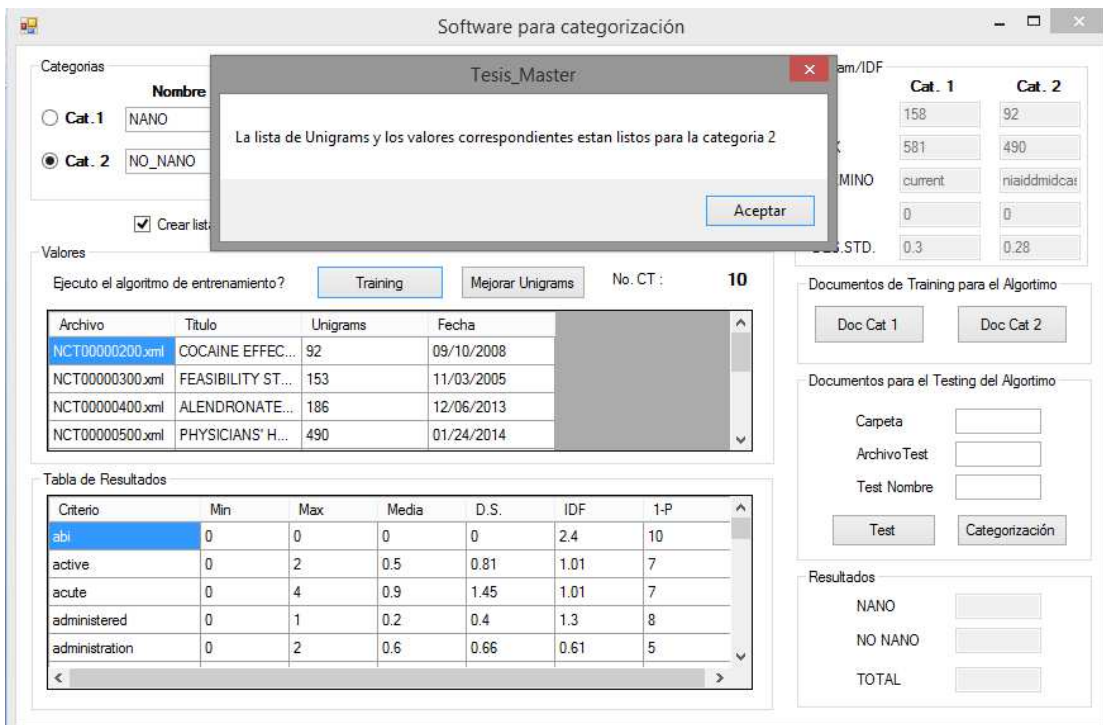 Software para categorización
Categorias
Nombre
Cat.1 NANO
Cat. 2 NO_NANO
Crear lista
Tesis_Master
La lista de Unigrams y los valores correspondientes estan listos para la categoria 2
Aceptar
am/IDF
Cat. 1 Cat. 2
158 92
581 490
MINO current niaiddmidcas
0 0
S.STD. 0.3 0.28
Valores
Ejecuto el algoritmo de entrenamiento? Training Mejorar Unigrams No. CT : 10
Archivo Titulo Unigrams Fecha
NCT00000200.xml COCAINE EFFEC... 92 09/10/2008
NCT00000300.xml FEASIBILITY ST... 153 11/03/2005
NCT00000400.xml ALENDRONATE... 186 12/06/2013
NCT00000500.xml PHYSICIANS' H... 490 01/24/2014
Documentos de Training para el Algortimo
Doc Cat 1 Doc Cat 2
Documentos para el Testing del Algortimo
Carpeta
ArchivoTest
Test Nombre
Test Categorización
Tabla de Resultados
Criterio Min Max Media D.S. IDF 1-P
abi 0 0 0 0 2.4 10
active 0 2 0.5 0.81 1.01 7
acute 0 4 0.9 1.45 1.01 7
administered 0 1 0.2 0.4 1.3 8
administration 0 2 0.6 0.66 0.61 5
Resultados
NANO
NO NANO
TOTAL